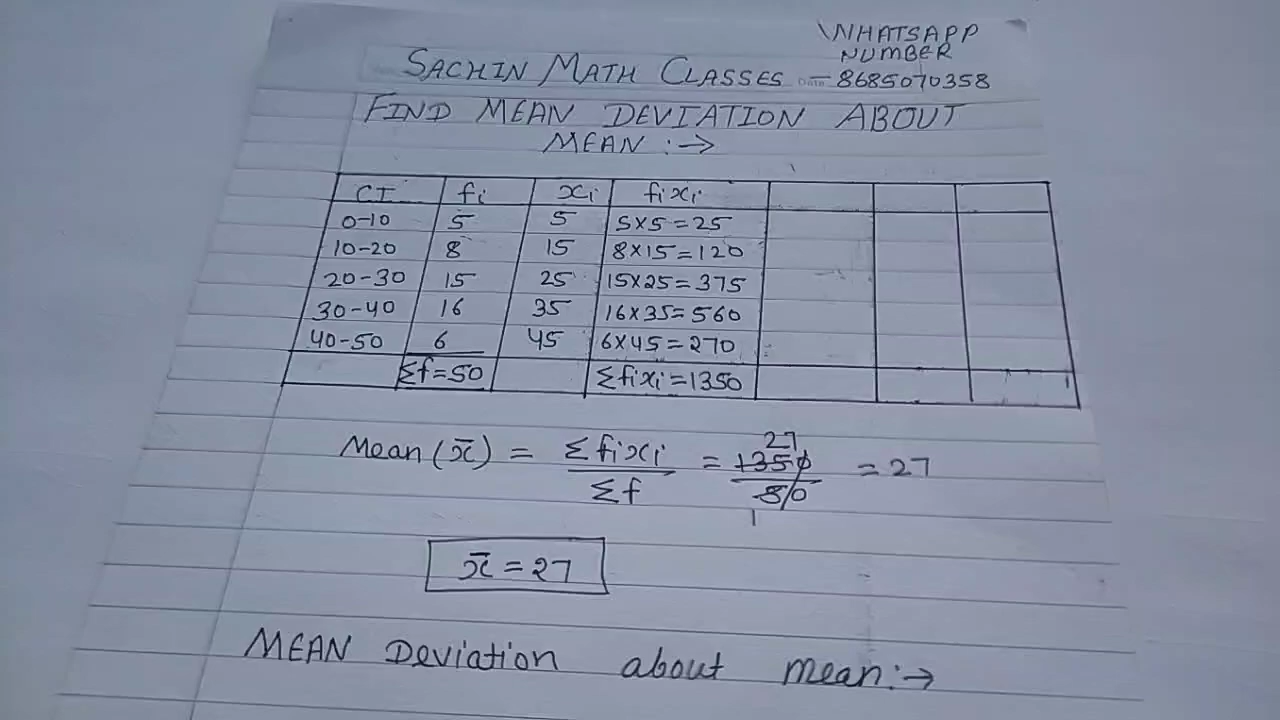 WHATSAPP
NUMBER
SACHIN MATH CLASSES - 8685070358
FIND MEAN DEVIATION ABOUT
MEAN :→
CI fi xi fixi
0-10 5 5 5×5=25
10-20 8 15 8×15=120
20-30 15 25 15×25=375
30-40 16 35 16×35=560
40-50 6 45 6×45=270
Σf=50 Σfixi=1350
Mean (x̄) = Σfixi / Σf = 1350 / 50 = 27
27
1
x̄ = 27
MEAN Deviation about mean:→